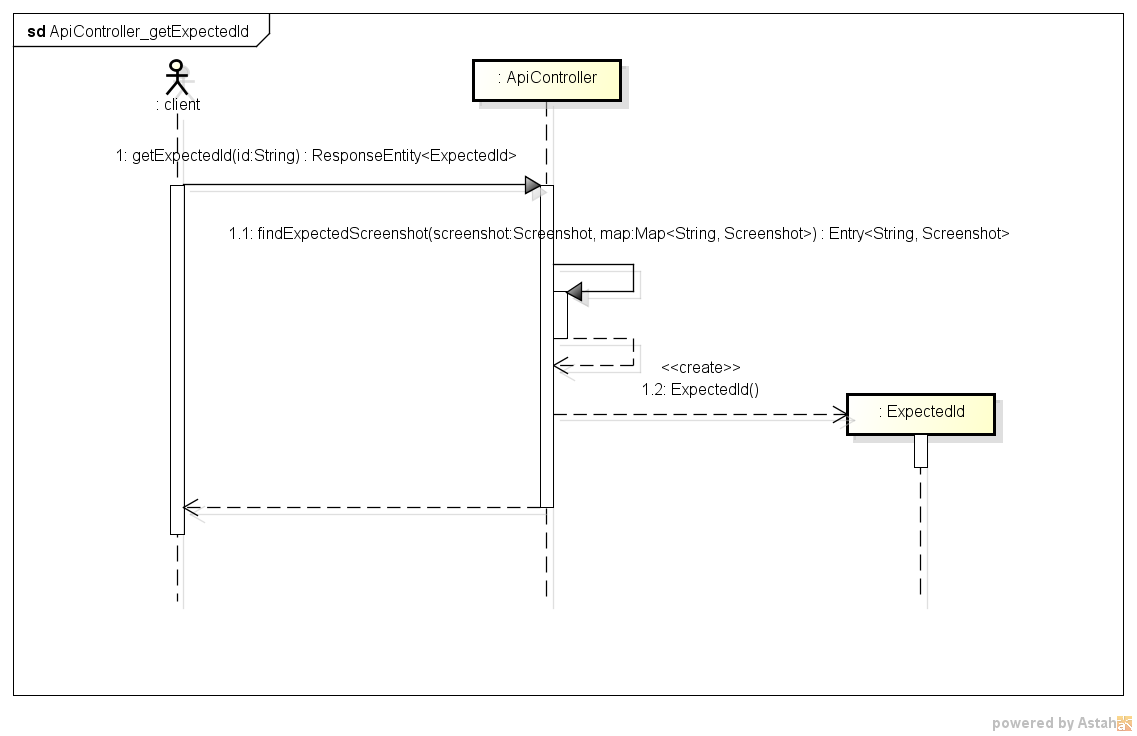 sd ApiController_getExpectedId
: client
: ApiController
1: getExpectedId(id:String) : ResponseEntity<ExpectedId>
1.1: findExpectedScreenshot(screenshot:Screenshot, map:Map<String, Screenshot>) : Entry<String, Screenshot>
<<create>>
1.2: ExpectedId()
: ExpectedId
powered by Astah